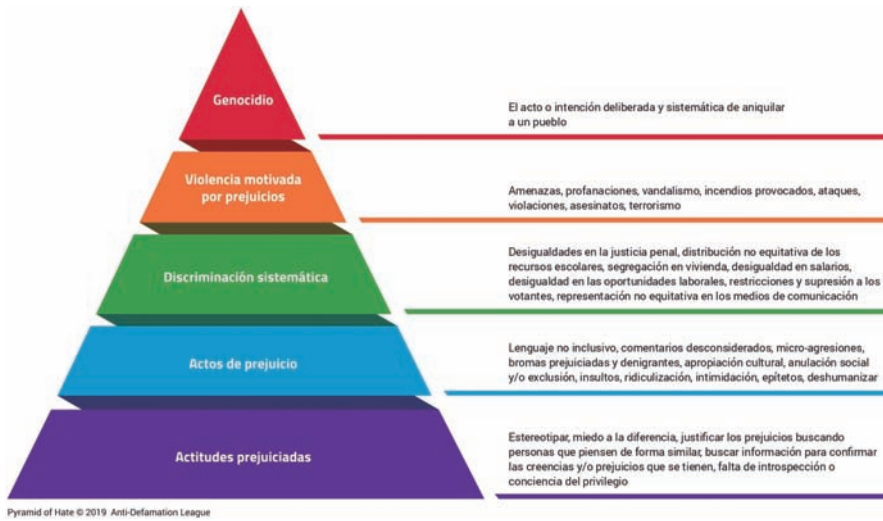 Genocidio
El acto o intención deliberada y sistemática de aniquilar
a un pueblo
Violencia motivada
por prejuicios
Amenazas, profanaciones, vandalismo, incendios provocados, ataques,
violaciones, asesinatos, terrorismo
Discriminación sistemática
Desigualdades en la justicia penal, distribución no equitativa de los
recursos escolares, segregación en vivienda, desigualdad en salarios,
desigualdad en las oportunidades laborales, restricciones y supresión a los
votantes, representación no equitativa en los medios de comunicación
Actos de prejuicio
Lenguaje no inclusivo, comentarios desconsiderados, micro-agresiones,
bromas prejuiciadas y denigrantes, apropiación cultural, anulación social
y/o exclusión, insultos, ridiculización, intimidación, epítetos, deshumanizar
Actitudes prejuiciadas
Estereotipar, miedo a la diferencia, justificar los prejuicios buscando
personas que piensen de forma similar, buscar información para confirmar
las creencias y/o prejuicios que se tienen, falta de introspección o
conciencia del privilegio
Pyramid of Hate © 2019 Anti-Defamation League